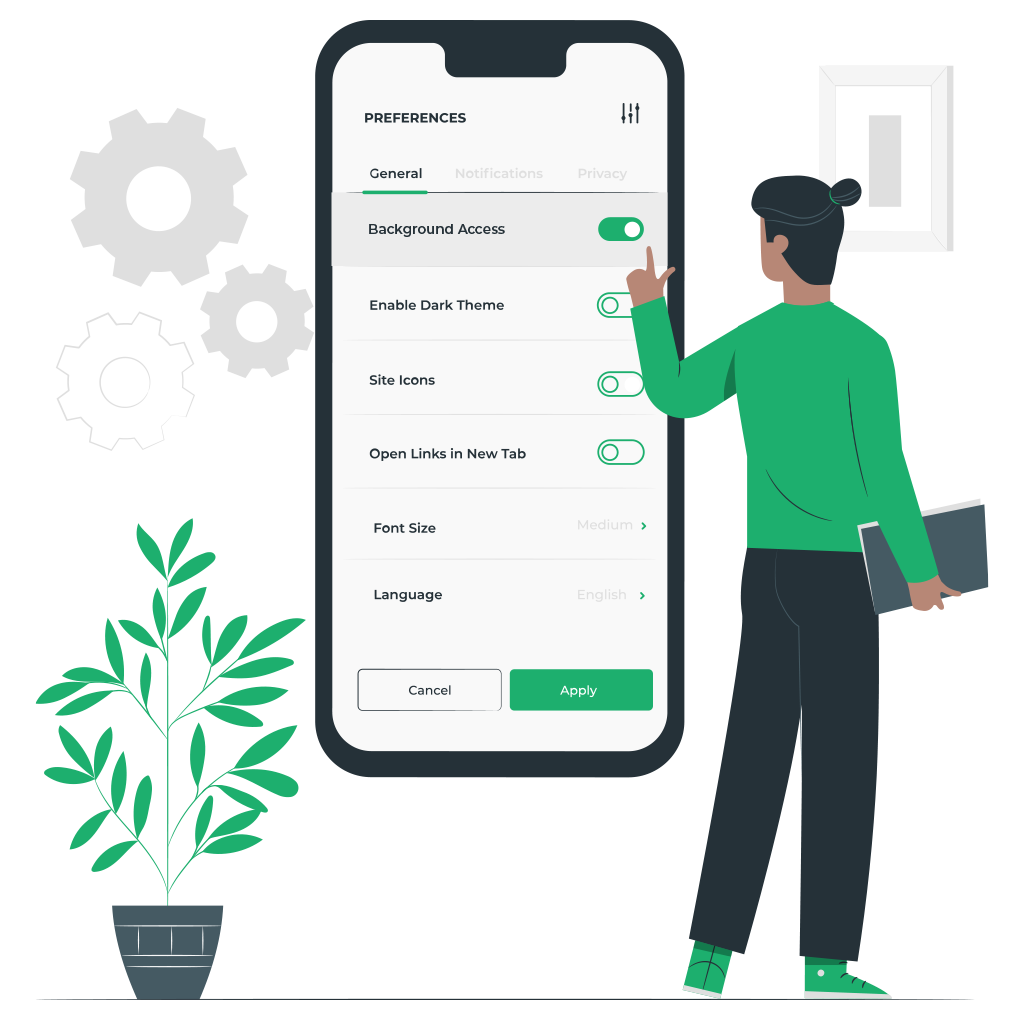 PREFERENCES
General Notifications Privacy
Background Access
Enable Dark Theme
Site Icons
Open Links in New Tab
Font Size Medium
Language English
Cancel Apply